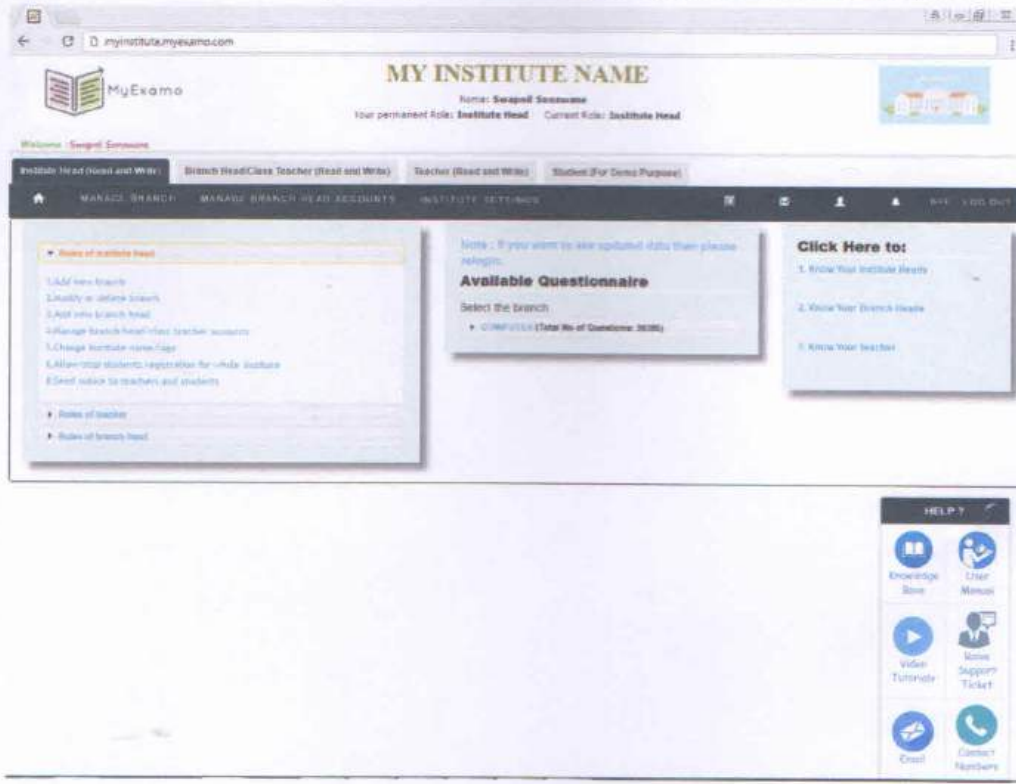 myinstitute.myexamo.com
MyExamo
MY INSTITUTE NAME
Name: Swapnil Sonawane
Your permanent Role: Institute Head Current Role: Institute Head
Welcome : Swapnil Sonawane
Institute Head (Read and Write) Branch Head/Class Teacher (Read and Write) Teacher (Read and Write) Student (For Demo Purpose)
MANAGE BRANCH MANAGE BRANCH HEAD ACCOUNTS INSTITUTE SETTINGS LOG OUT
Roles of institute head
1.Add new branch
2.Modify or delete branch
3.Add new branch head
4.Manage branch head/class teacher accounts
5.Change institute name/logo
6.Allow/stop students registration for whole institute
8.Send notice to teachers and students
Roles of teacher
Roles of branch head
Note : If you want to see updated data then please
relogin.
Available Questionnaire
Select the branch
COMPUTER (Total No of Questions:
Click Here to:
1. Know Your Institute Heads
2. Know Your Branch Heads
3. Know Your Teacher
HELP ?
Knowledge
Base
User
Manual
Video
Tutorials
Raise
Support
Ticket
Email
Contact
Numbers